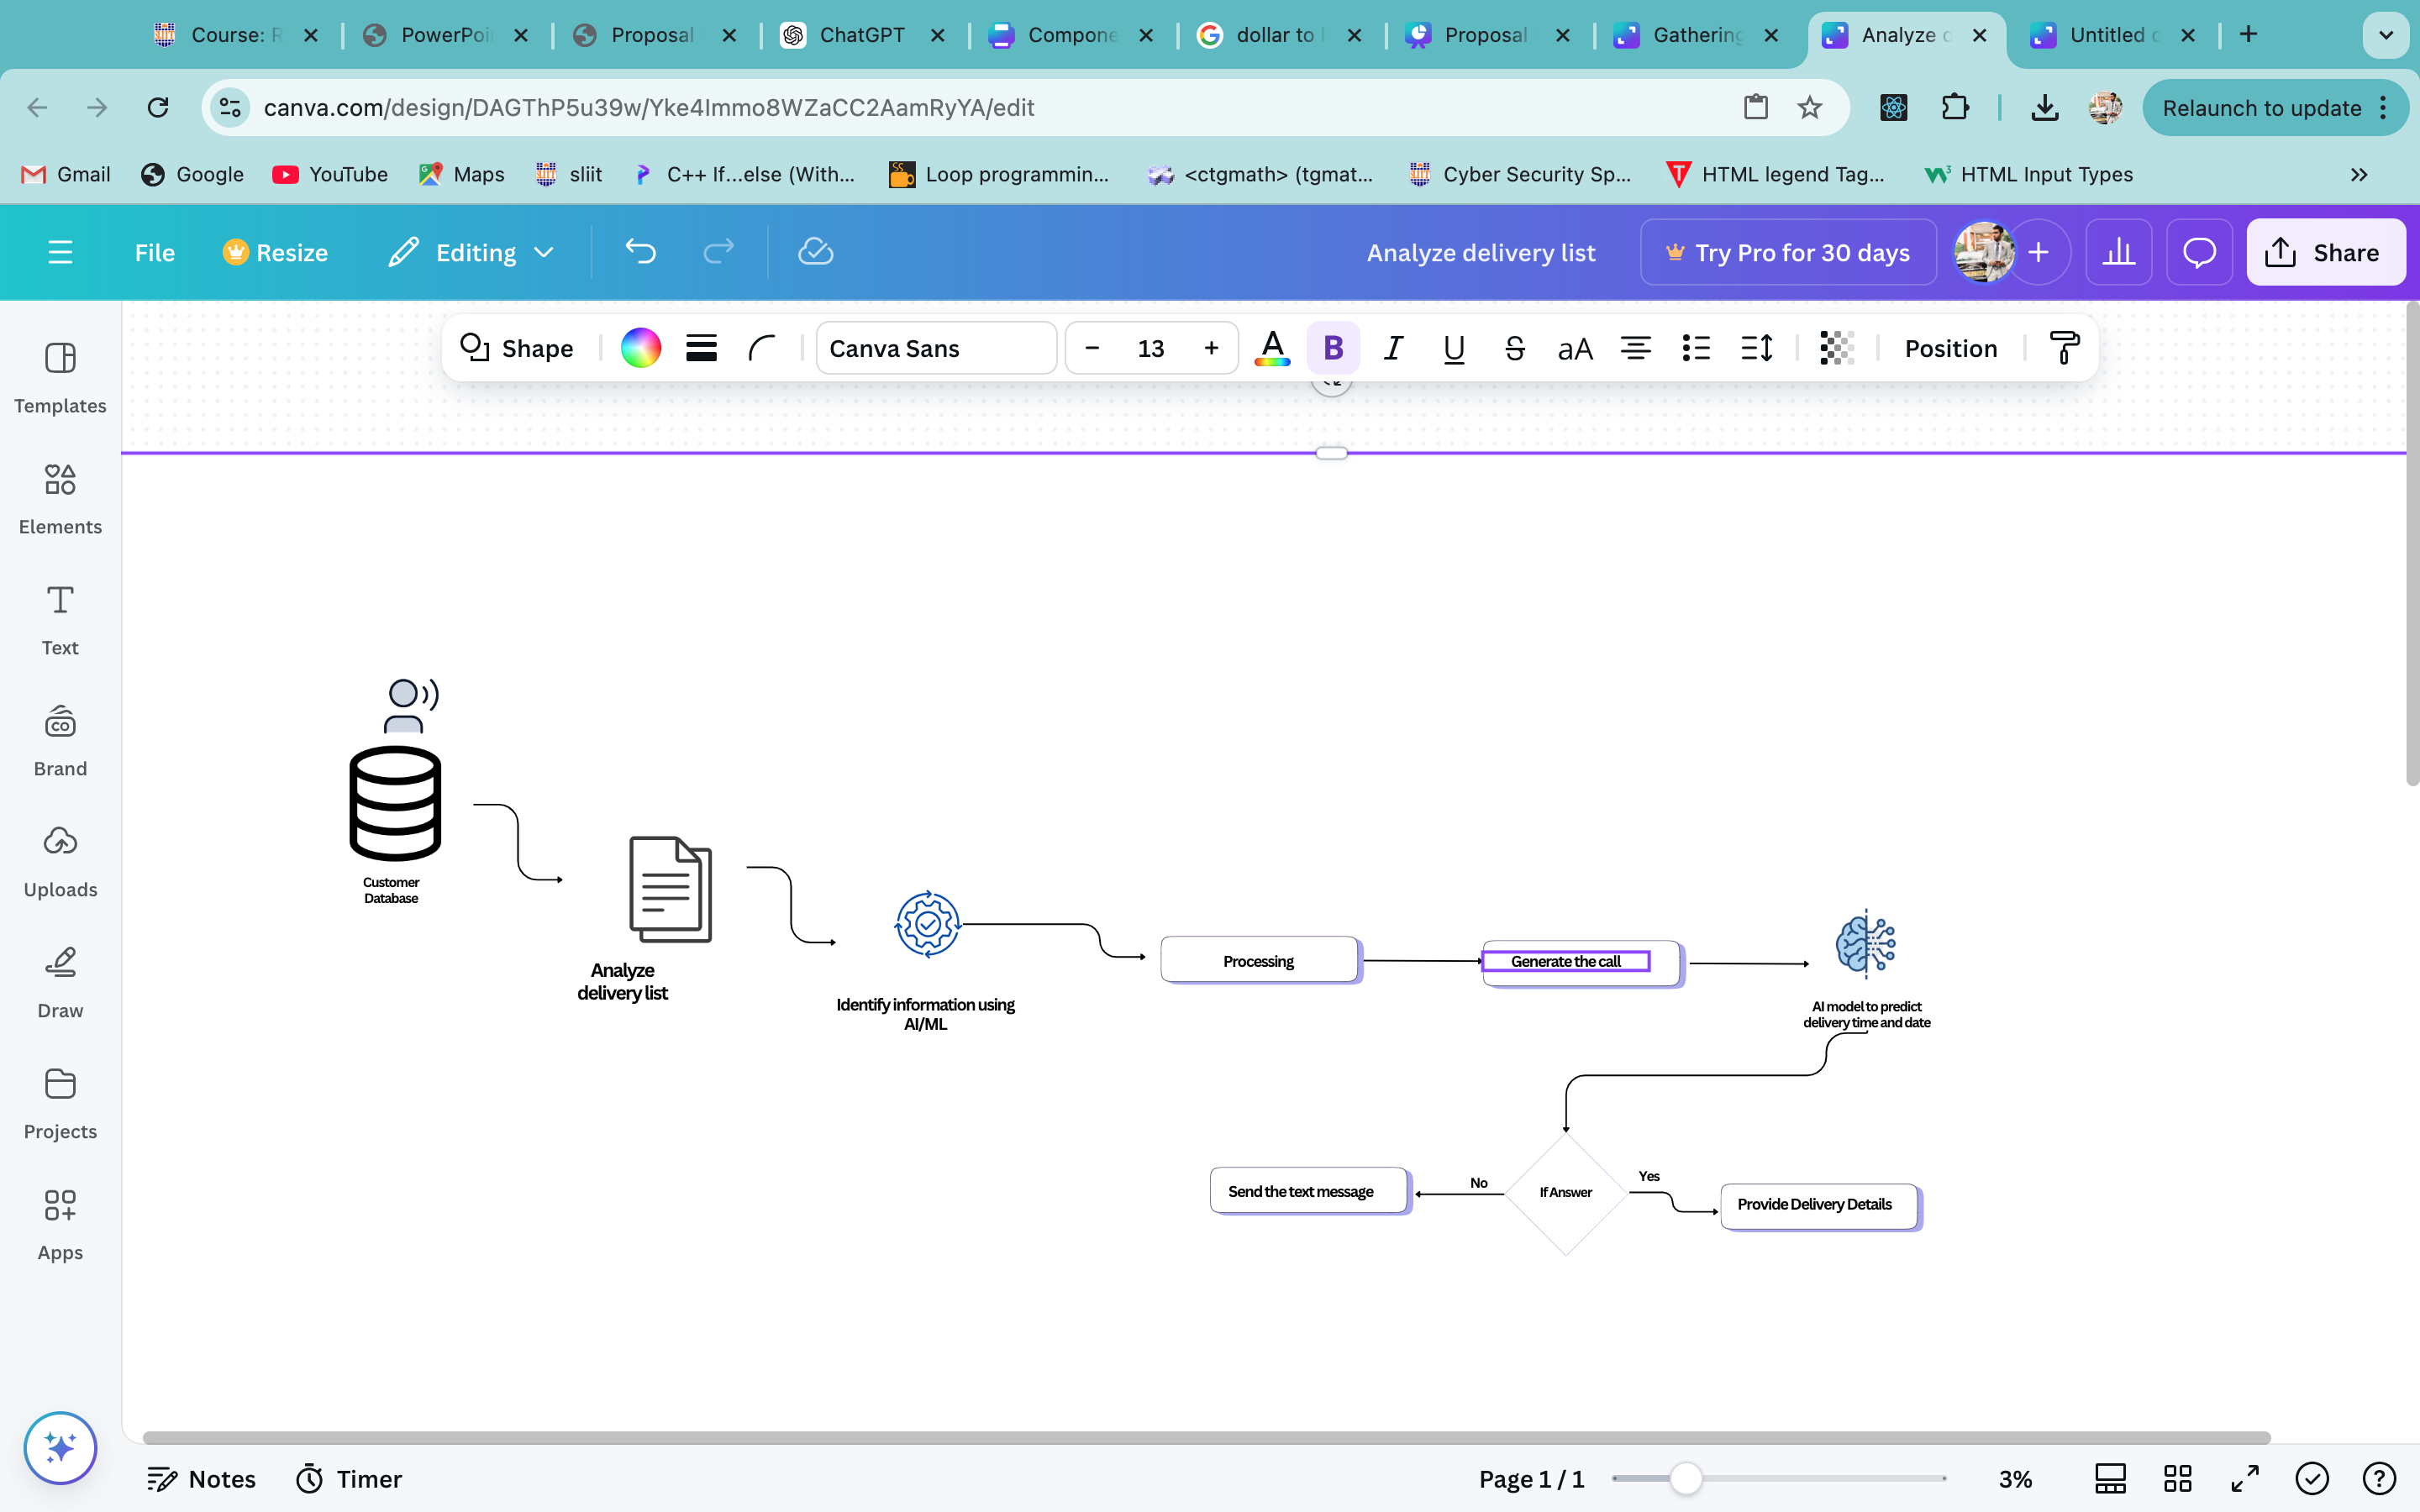 Course: R
PowerPoi
Proposal
ChatGPT
Compone
dollar to l
Proposal
Gathering
Analyze d
Untitled d
canva.com/design/DAGThP5u39w/Yke4Immo8WZaCC2AamRyYA/edit
Relaunch to update
Gmail
Google
YouTube
Maps
sliit
C++ If...else (With...
Loop programmin...
<ctgmath> (tgmat...
Cyber Security Sp...
HTML legend Tag...
HTML Input Types
File
Resize
Editing
Analyze delivery list
Try Pro for 30 days
Share
Shape
Canva Sans
– 13 +
A
B
I
U
S
aA
Position
Templates
Elements
Text
Brand
Uploads
Draw
Projects
Apps
Customer
Database
Analyze
delivery list
Identify information using
AI/ML
Processing
Generate the call
AI model to predict
delivery time and date
Send the text message
No
If Answer
Yes
Provide Delivery Details
Notes
Timer
Page 1 / 1
3%